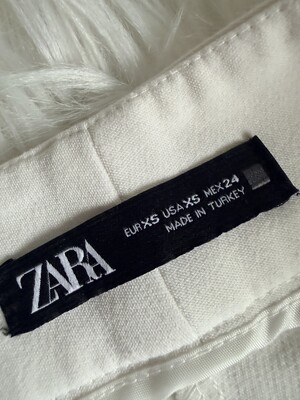 ZARA
EUR XS USA XS MEX 24
MADE IN TURKEY